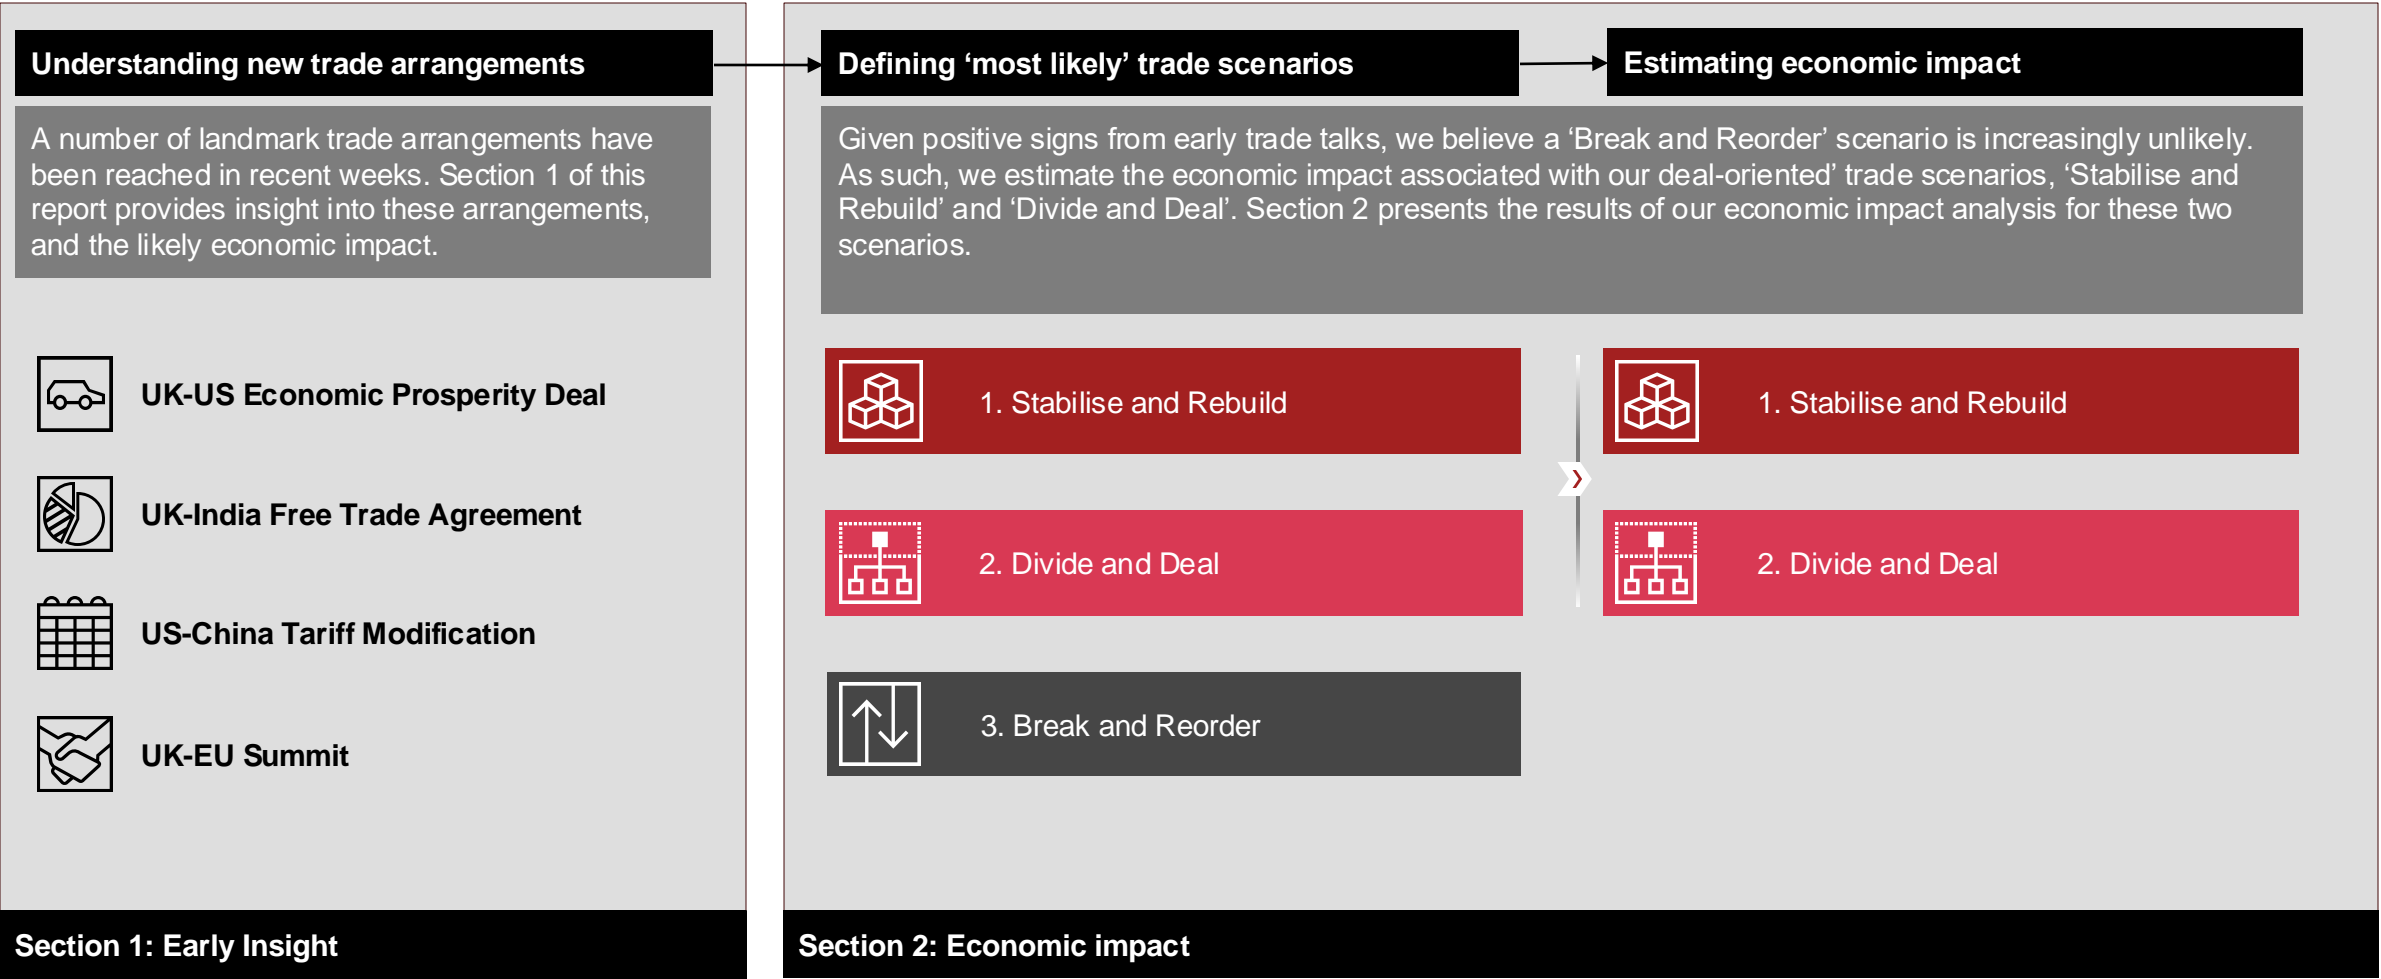 Understanding new trade arrangements
A number of landmark trade arrangements have
been reached in recent weeks. Section 1 of this
report provides insight into these arrangements,
and the likely economic impact.
UK-US Economic Prosperity Deal
UK-India Free Trade Agreement
US-China Tariff Modification
UK-EU Summit
Section 1: Early Insight
Defining ‘most likely’ trade scenarios
Estimating economic impact
Given positive signs from early trade talks, we believe a ‘Break and Reorder’ scenario is increasingly unlikely.
As such, we estimate the economic impact associated with our deal-oriented’ trade scenarios, ‘Stabilise and
Rebuild’ and ‘Divide and Deal’. Section 2 presents the results of our economic impact analysis for these two
scenarios.
1. Stabilise and Rebuild
2. Divide and Deal
3. Break and Reorder
1. Stabilise and Rebuild
2. Divide and Deal
Section 2: Economic impact